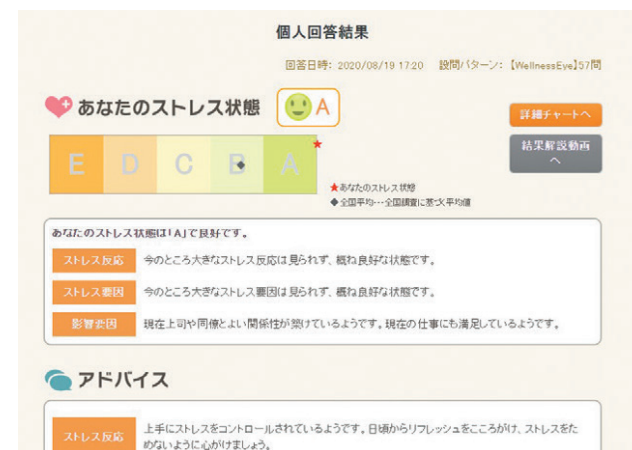 個人回答結果
回答日時: 2020/08/19 17:20 設問パターン:【WellnessEye】57問
あなたのストレス状態 A
詳細チャートへ
結果解説動画
へ
E D C B A
★あなたのストレス状態
◆全国平均…全国調査に基づく平均値
あなたのストレス状態は「A」で良好です。
ストレス反応 今のところ大きなストレス反応は見られず、概ね良好な状態です。
ストレス要因 今のところ大きなストレス要因は見られず、概ね良好な状態です。
影響要因 現在上司や同僚とよい関係性が築けているようです。現在の仕事にも満足しているようです。
アドバイス
ストレス反応 上手にストレスをコントロールされているようです。日頃からリフレッシュをこころがけ、ストレスをた
めないように心がけましょう。